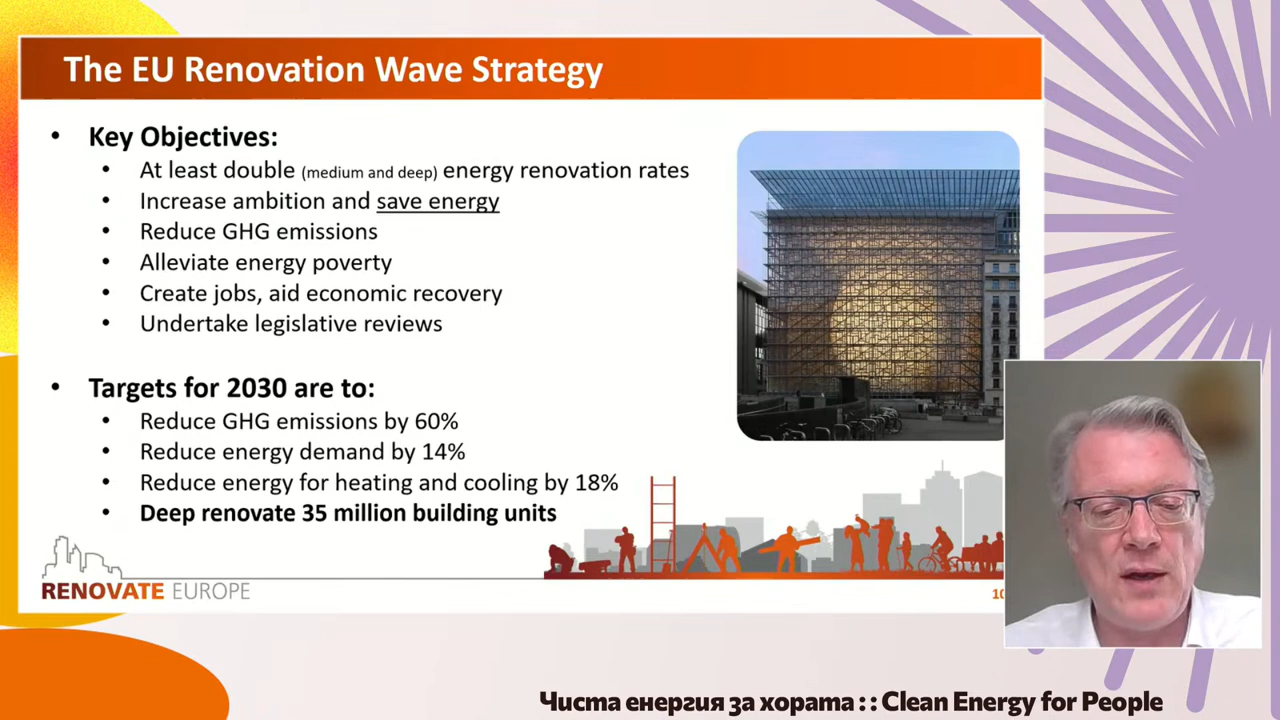 The EU Renovation Wave Strategy
• Key Objectives:
• At least double (medium and deep) energy renovation rates
• Increase ambition and save energy
• Reduce GHG emissions
• Alleviate energy poverty
• Create jobs, aid economic recovery
• Undertake legislative reviews
• Targets for 2030 are to:
• Reduce GHG emissions by 60%
• Reduce energy demand by 14%
• Reduce energy for heating and cooling by 18%
• Deep renovate 35 million building units
RENOVATE EUROPE
Чиста енергия за хората :: Clean Energy for People